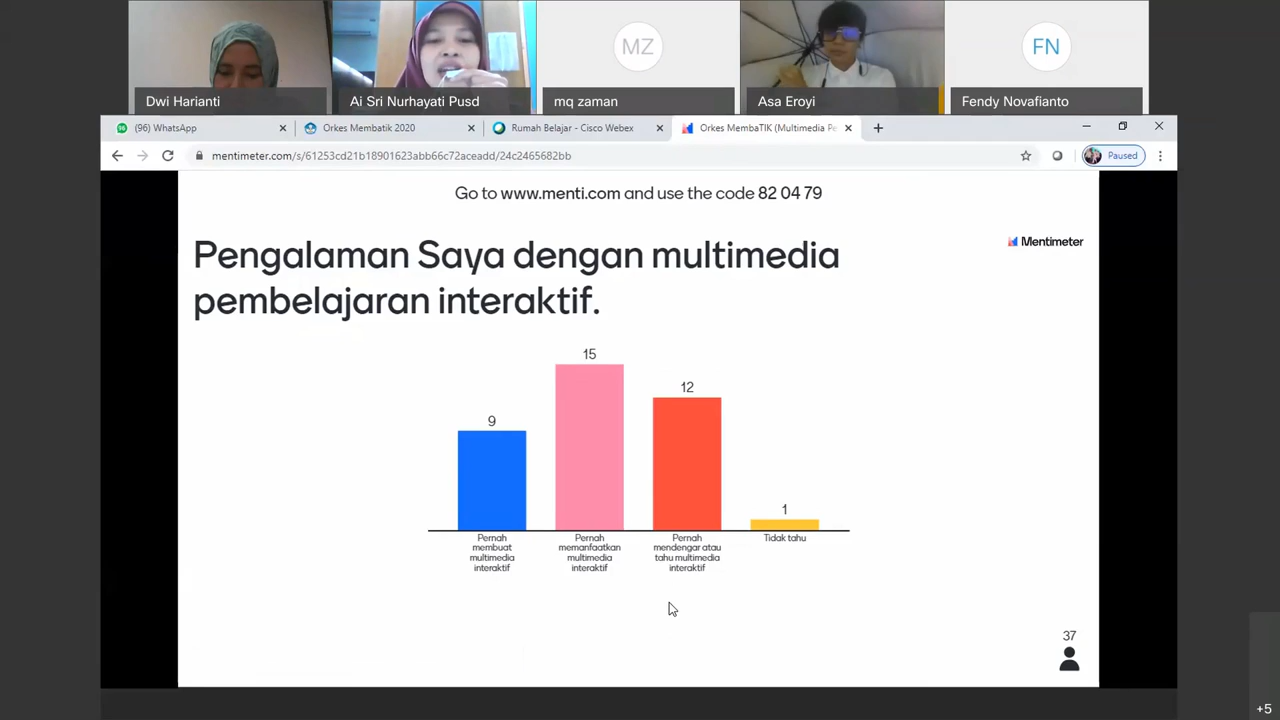 MZ
FN
Dwi Harianti
Ai Sri Nurhayati Pusd
mq zaman
Asa Eroyi
Fendy Novafianto
(96) WhatsApp
Orkes Membatik 2020
Rumah Belajar - Cisco Webex
Orkes MembaTIK (Multimedia Pe
mentimeter.com/s/61253cd21b18901623abb66c72aceadd/24c2465682bb
Paused
Go to www.menti.com and use the code 82 04 79
Pengalaman Saya dengan multimedia
pembelajaran interaktif.
Mentimeter
9
15
12
1
Pernah
membuat
multimedia
interaktif
Pernah
memanfaatkan
multimedia
interaktif
Pernah
mendengar atau
tahu multimedia
interaktif
Tidak tahu
37
+5